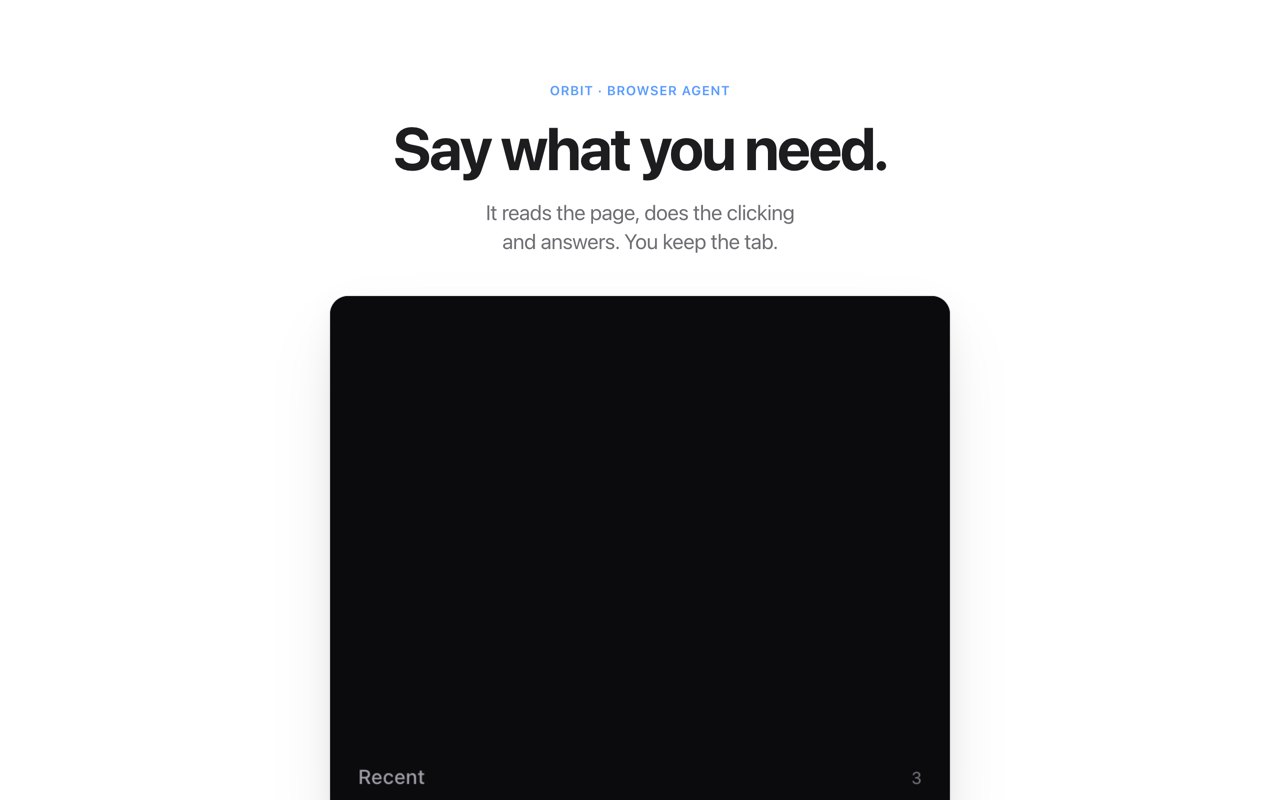 ORBIT · BROWSER AGENT
Say what you need.
It reads the page, does the clicking
and answers. You keep the tab.
Recent 3